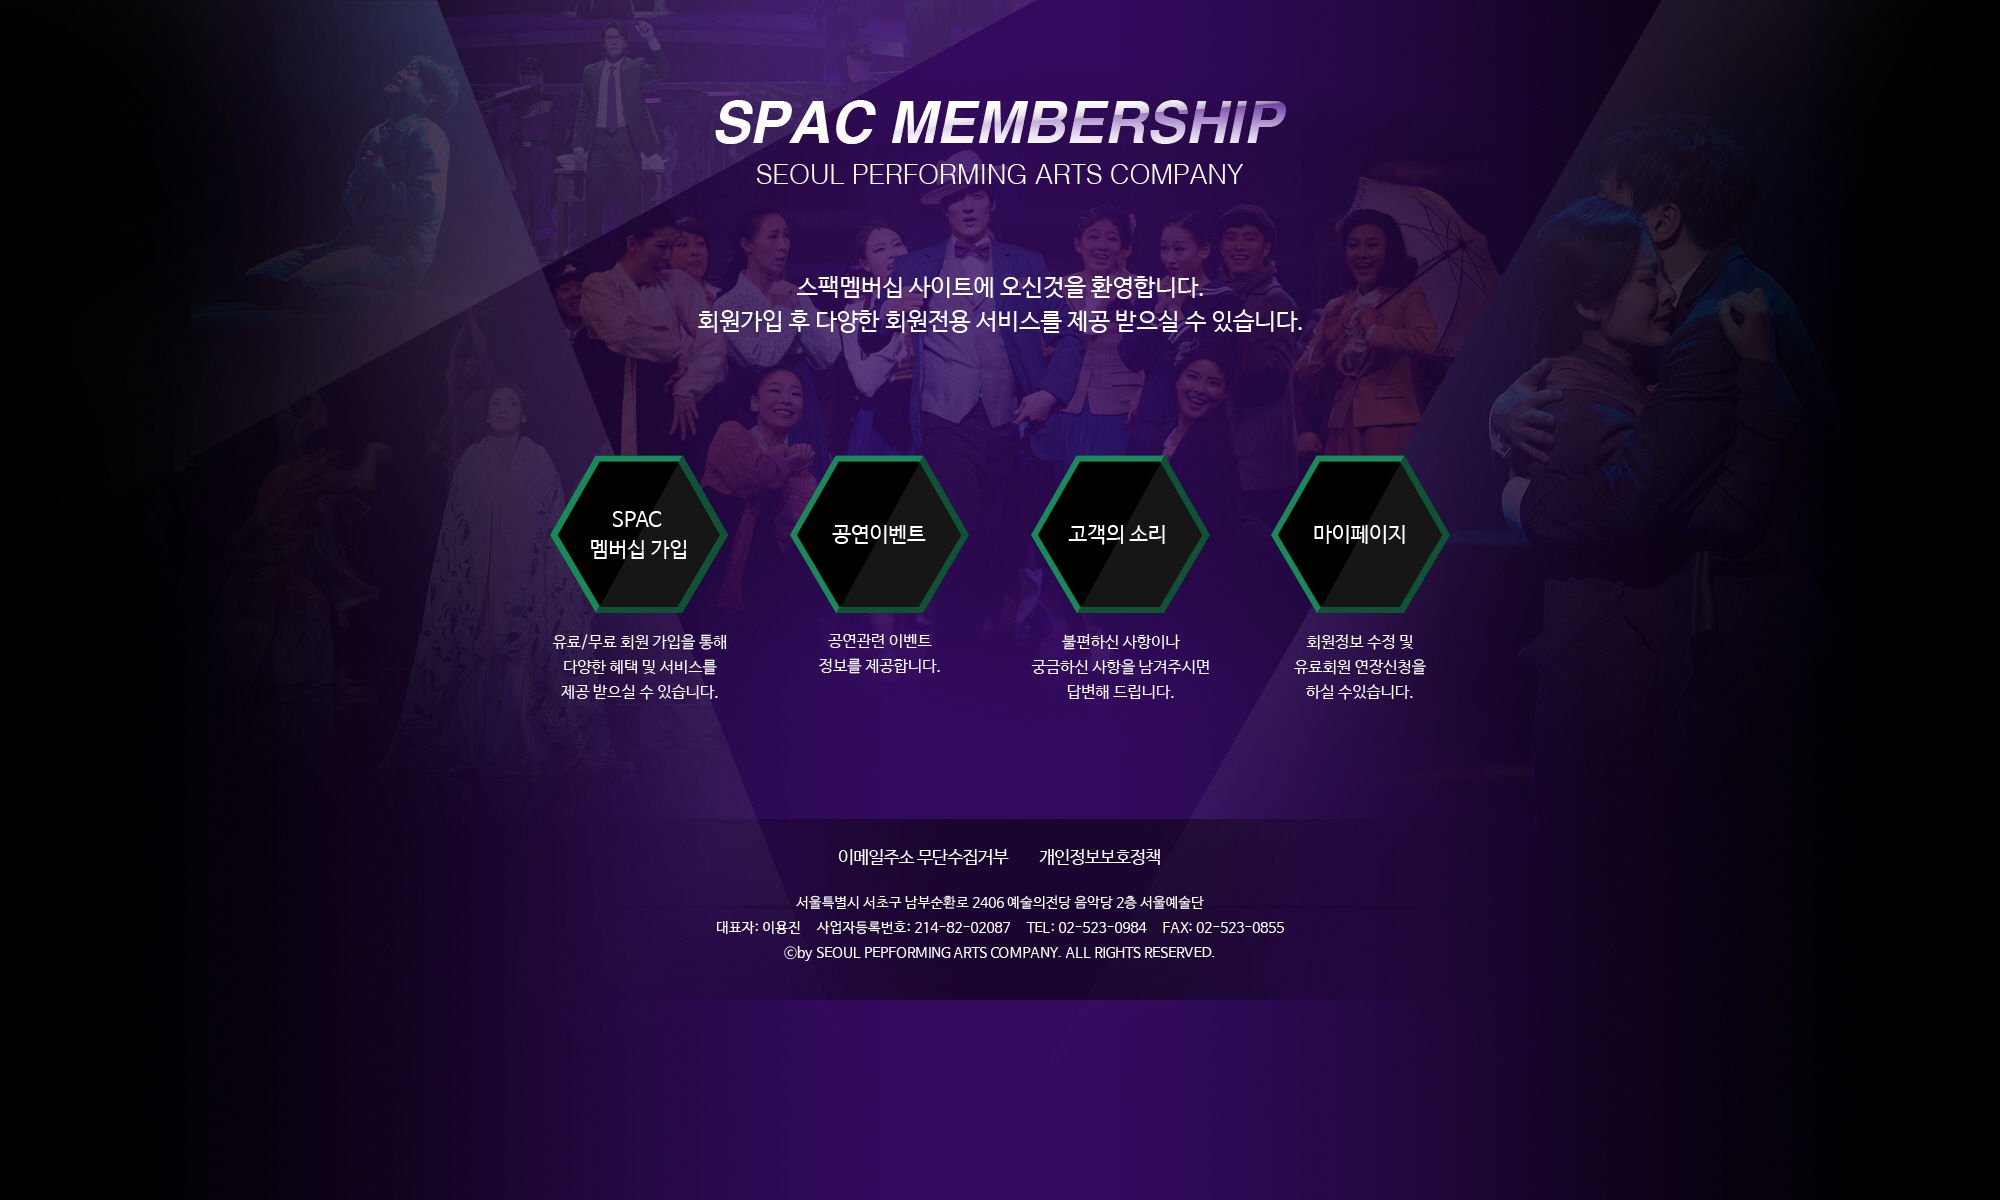 SPAC MEMBERSHIP
SEOUL PERFORMING ARTS COMPANY
스팩멤버십 사이트에 오신것을 환영합니다.
회원가입 후 다양한 회원전용 서비스를 제공 받으실 수 있습니다.
SPAC
멤버십 가입
공연이벤트
고객의 소리
마이페이지
유료/무료 회원 가입을 통해
다양한 혜택 및 서비스를
제공 받으실 수 있습니다.
공연관련 이벤트
정보를 제공합니다.
불편하신 사항이나
궁금하신 사항을 남겨주시면
답변해 드립니다.
회원정보 수정 및
유료회원 연장신청을
하실 수있습니다.
이메일주소 무단수집거부 개인정보보호정책
서울특별시 서초구 남부순환로 2406 예술의전당 음악당 2층 서울예술단
대표자: 이용진 사업자등록번호: 214-82-02087 TEL: 02-523-0984 FAX: 02-523-0855
©by SEOUL PEPFORMING ARTS COMPANY. ALL RIGHTS RESERVED.